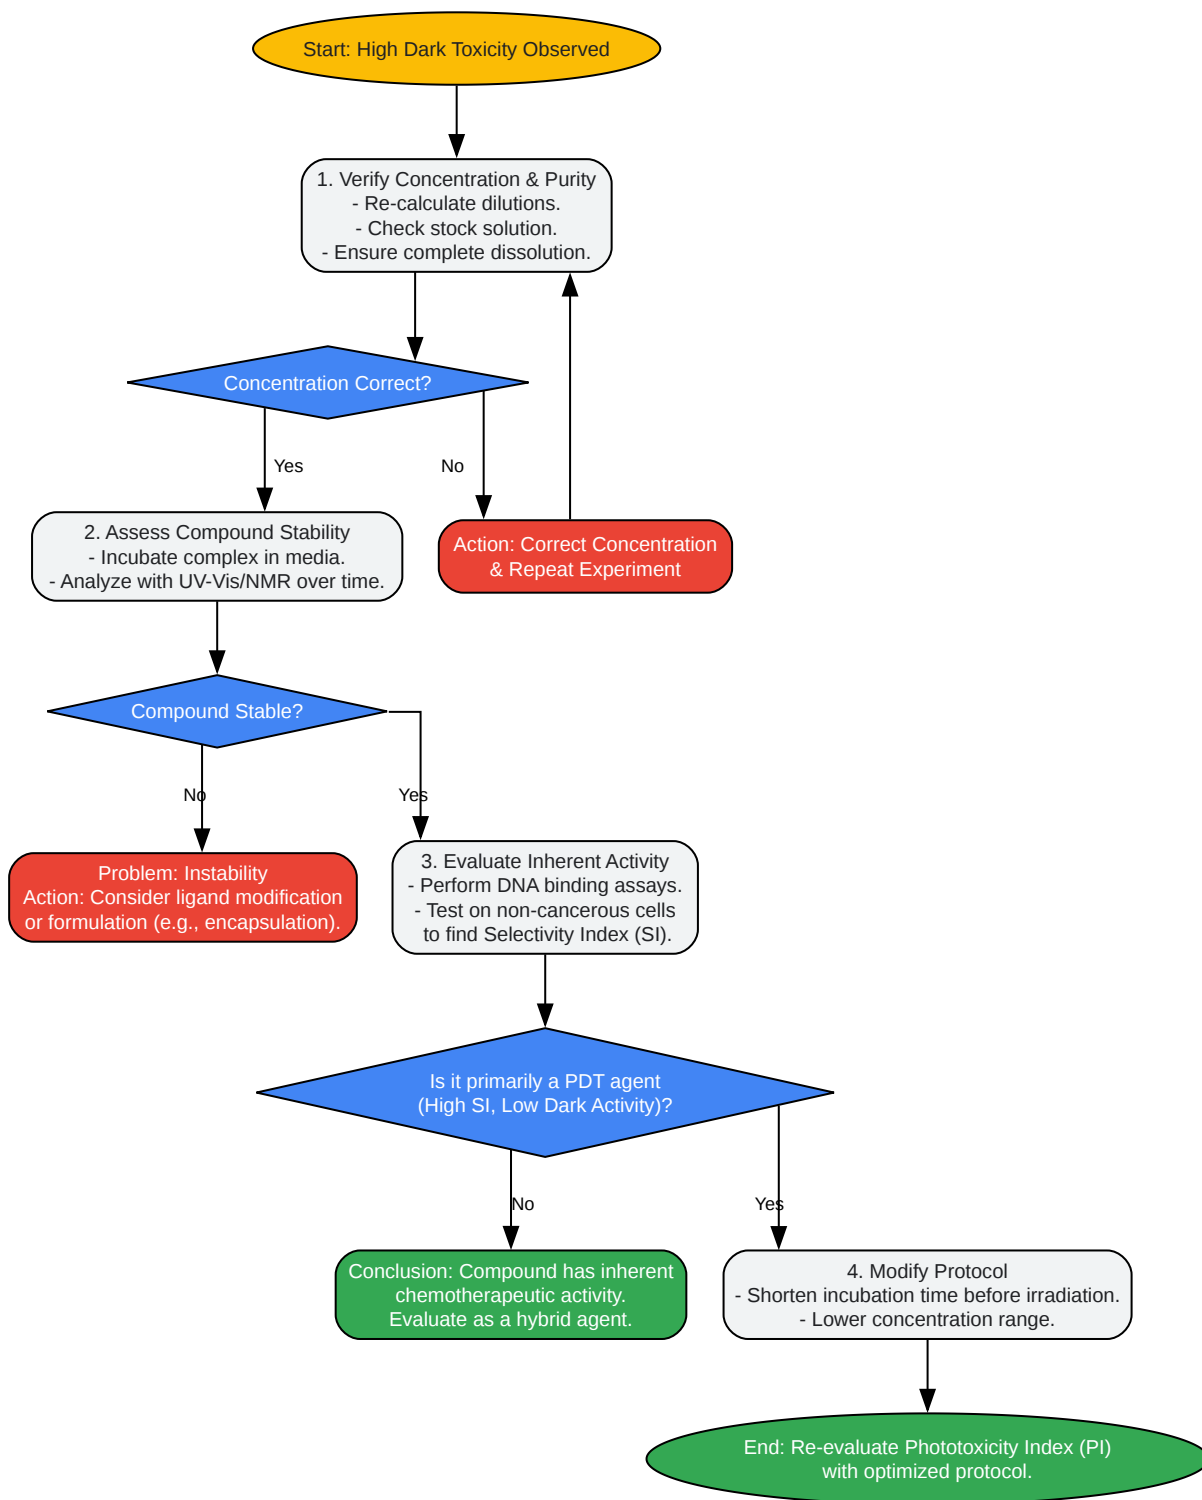 Start: High Dark Toxicity Observed
1. Verify Concentration & Purity
- Re-calculate dilutions.
- Check stock solution.
- Ensure complete dissolution.
Concentration Correct?
Yes
No
2. Assess Compound Stability
- Incubate complex in media.
- Analyze with UV-Vis/NMR over time.
Action: Correct Concentration
& Repeat Experiment
Compound Stable?
No
Yes
Problem: Instability
Action: Consider ligand modification
or formulation (e.g., encapsulation).
3. Evaluate Inherent Activity
- Perform DNA binding assays.
- Test on non-cancerous cells
to find Selectivity Index (SI).
Is it primarily a PDT agent
(High SI, Low Dark Activity)?
No
Yes
Conclusion: Compound has inherent
chemotherapeutic activity.
Evaluate as a hybrid agent.
4. Modify Protocol
- Shorten incubation time before irradiation.
- Lower concentration range.
End: Re-evaluate Phototoxicity Index (PI)
with optimized protocol.